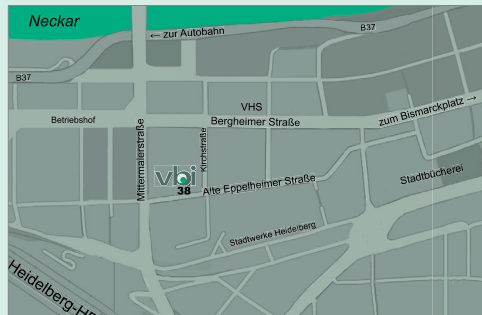 Neckar
← zur Autobahn
B37
B37
VHS
Betriebshof
Bergheimer Straße
zum Bismarckplatz →
Mittermaierstraße
Kirchstraße
vbi
38
Alte Eppelheimer Straße
Stadtbücherei
Stadtwerke Heidelberg